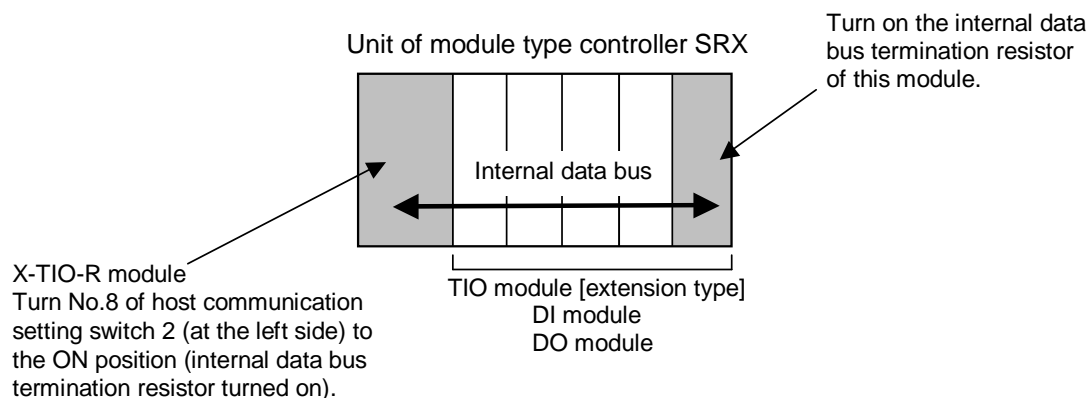 Unit of module type controller SRX
Turn on the internal data
bus termination resistor
of this module.
Internal data bus
X-TIO-R module
Turn No.8 of host communication
setting switch 2 (at the left side) to
the ON position (internal data bus
termination resistor turned on).
TIO module [extension type]
DI module
DO module